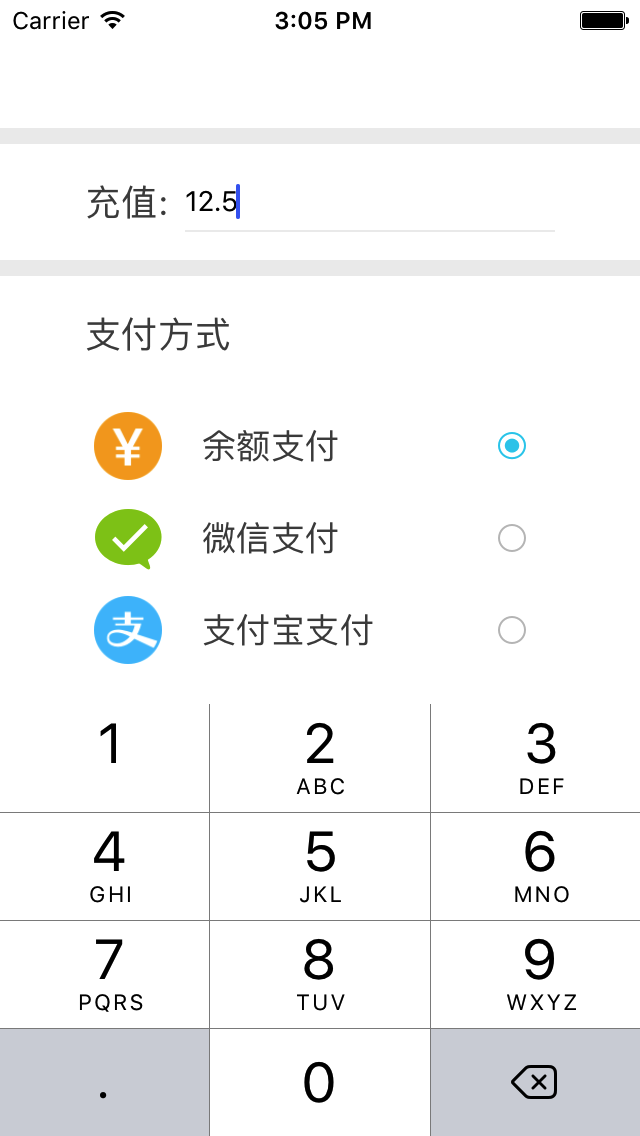 Carrier 3:05 PM
充值: 12.5
支付方式
¥ 余额支付
微信支付
支 支付宝支付
1 2 3
ABC DEF
4 5 6
GHI JKL MNO
7 8 9
PQRS TUV WXYZ
. 0